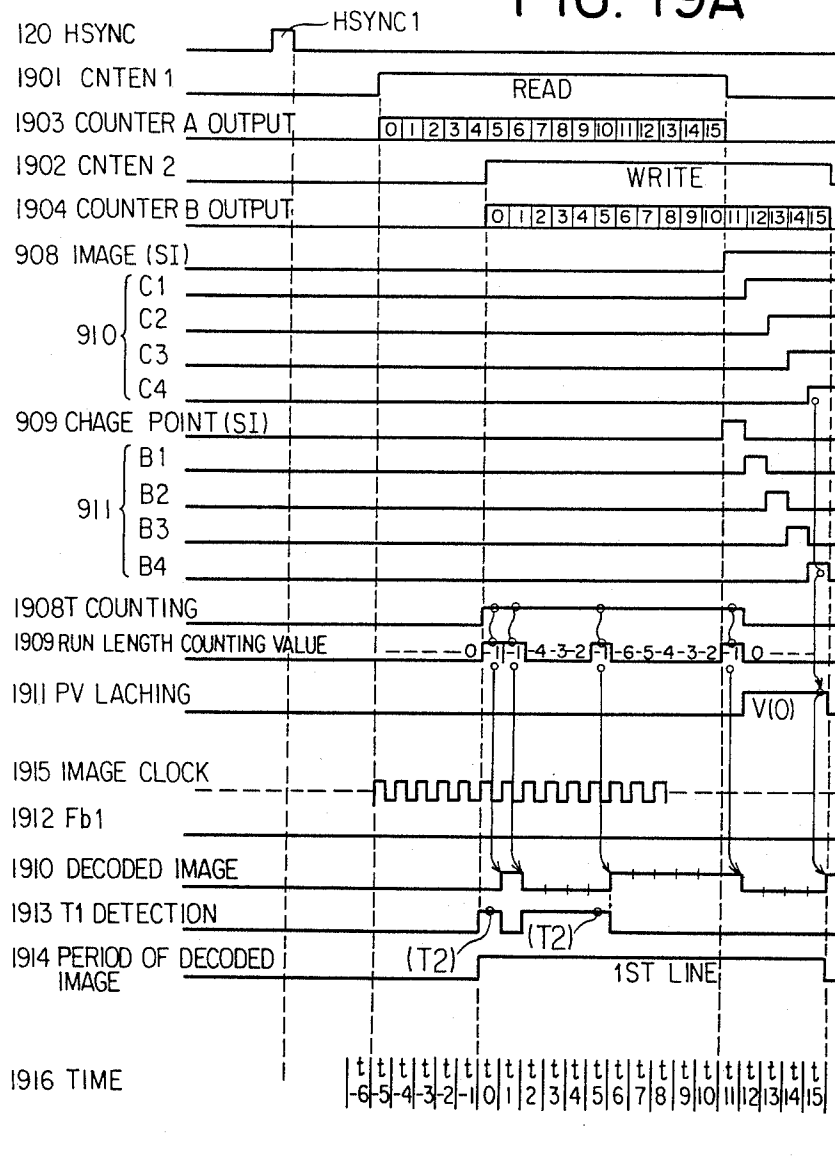 FIG. 19A
120 HSYNC HSYNC1
1901 CNTEN 1 READ
1903 COUNTER A OUTPUT 0 1 2 3 4 5 6 7 8 9 10 11 12 13 14 15
1902 CNTEN 2 WRITE
1904 COUNTER B OUTPUT 0 1 2 3 4 5 6 7 8 9 10 11 12 13 14 15
908 IMAGE (SI)
910 C1
C2
C3
C4
909 CHAGE POINT (SI)
911 B1
B2
B3
B4
1908 T COUNTING
1909 RUN LENGTH COUNTING VALUE 0 -1 -1 -4 -3 -2 -1 -6 -5 -4 -3 -2 -1 0
1911 PV LACHING V(0)
1915 IMAGE CLOCK
1912 Fb1
1910 DECODED IMAGE
1913 T1 DETECTION
(T2) (T2)
1914 PERIOD OF DECODED
IMAGE 1ST LINE
t t t t t t t t t t t t t t t t t t t t t t
1916 TIME -6 -5 -4 -3 -2 -1 0 1 2 3 4 5 6 7 8 9 10 11 12 13 14 15